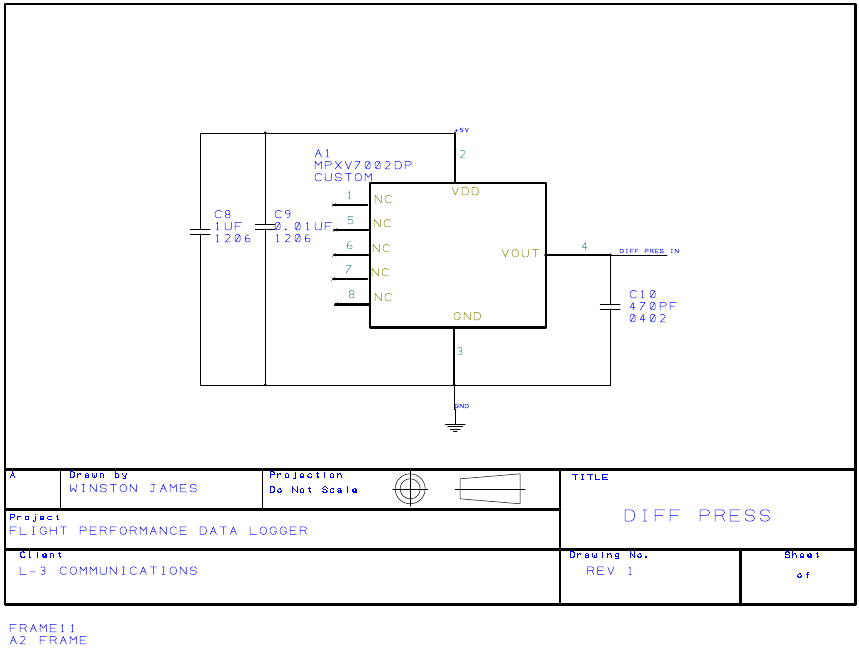 +5V
2
A1
MPXV7002DP
CUSTOM
VDD
1 NC
C8
1UF
1206
C9
0.01UF
1206
5 NC
6 NC
7 NC
8 NC
VOUT
4
DIFF PRES IN
C10
470PF
0402
GND
3
GND
A
Drawn by
WINSTON JAMES
Projection
Do Not Scale
TITLE
DIFF PRESS
Project
FLIGHT PERFORMANCE DATA LOGGER
Client
L-3 COMMUNICATIONS
Drawing No.
REV 1
Sheet
of
FRAME11
A2 FRAME